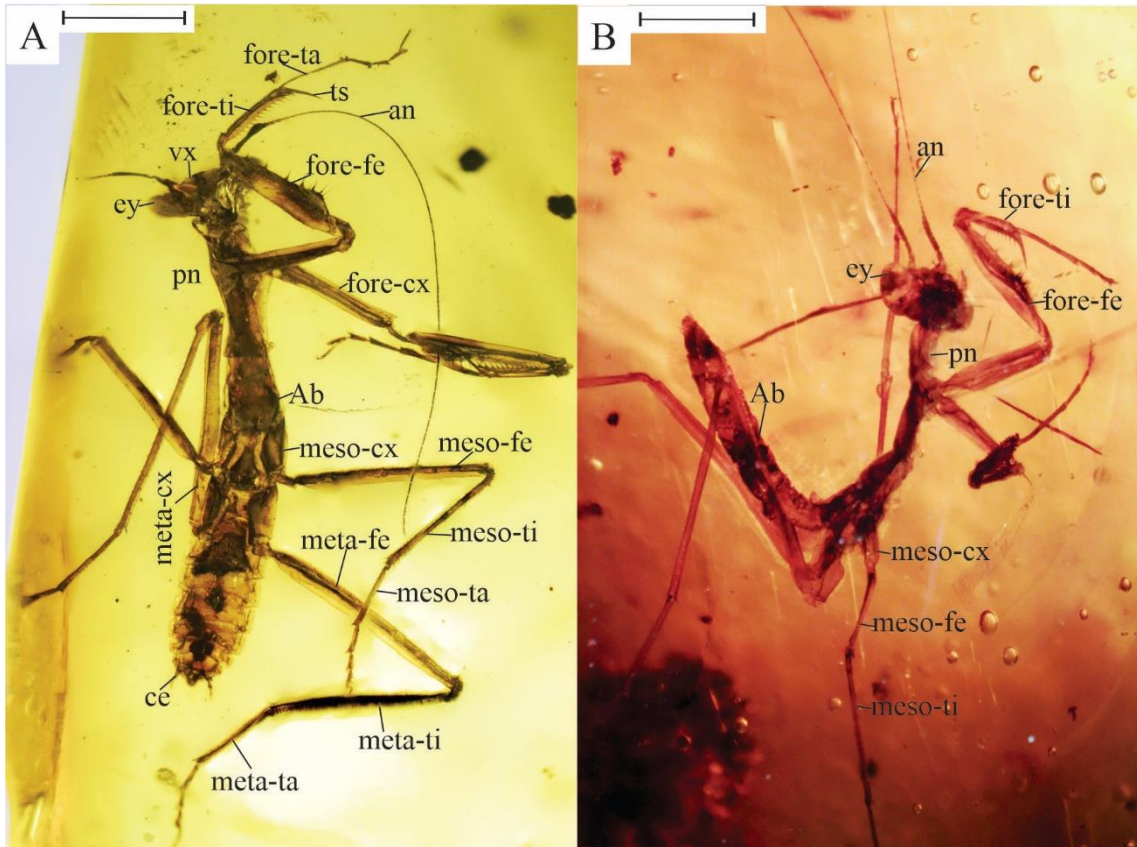 A
fore-ta
fore-ti
ts
an
vx
fore-fe
ey
pn
fore-cx
Ab
meso-cx
meso-fe
meta-cx
meso-ti
meta-fe
meso-ta
ce
meta-ti
meta-ta
B
an
fore-ti
ey
fore-fe
pn
Ab
meso-cx
meso-fe
meso-ti